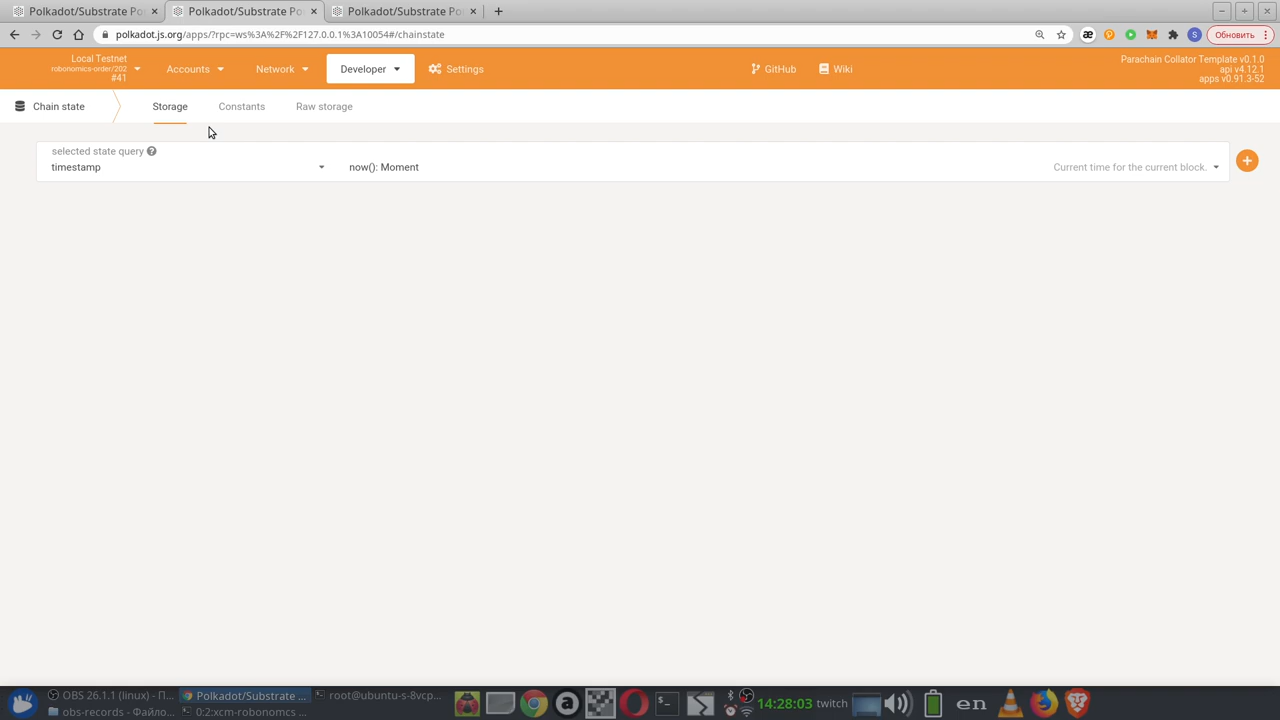 Polkadot/Substrate Po
Polkadot/Substrate Po
Polkadot/Substrate Po
polkadot.js.org/apps/?rpc=ws%3A%2F%2F127.0.0.1%3A10054#/chainstate
S
Обновить
Local Testnet
robonomics-order/202
#41
Accounts
Network
Developer
Settings
GitHub
Wiki
Parachain Collator Template v0.1.0
api v4.12.1
apps v0.91.3-52
Chain state
Storage
Constants
Raw storage
selected state query
timestamp
now(): Moment
Current time for the current block.
OBS 26.1.1 (linux) - П...
Polkadot/Substrate ...
root@ubuntu-s-8vcp...
obs-records - Файло...
0:2:xcm-robonomcs ...
14:28:03
twitch
en